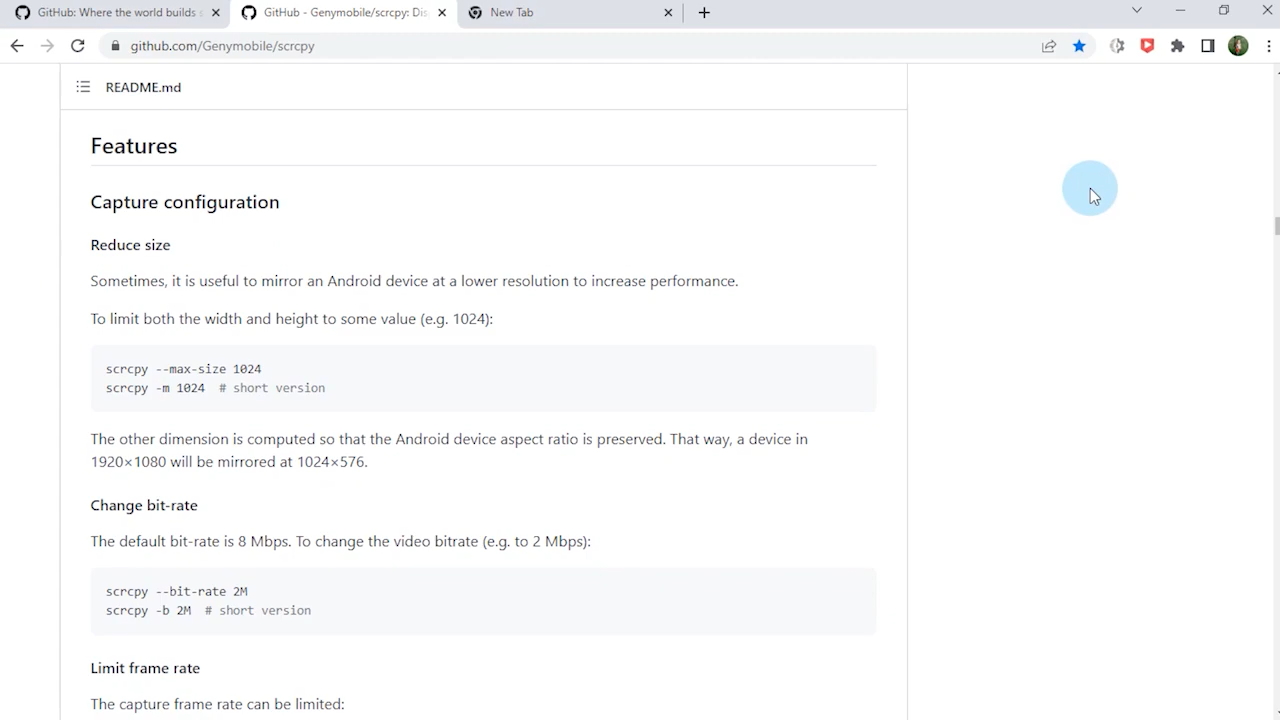 GitHub: Where the world builds s
GitHub - Genymobile/scrcpy: Dis
New Tab
github.com/Genymobile/scrcpy
README.md
Features
Capture configuration
Reduce size
Sometimes, it is useful to mirror an Android device at a lower resolution to increase performance.
To limit both the width and height to some value (e.g. 1024):
scrcpy --max-size 1024
scrcpy -m 1024  # short version
The other dimension is computed so that the Android device aspect ratio is preserved. That way, a device in
1920×1080 will be mirrored at 1024×576.
Change bit-rate
The default bit-rate is 8 Mbps. To change the video bitrate (e.g. to 2 Mbps):
scrcpy --bit-rate 2M
scrcpy -b 2M  # short version
Limit frame rate
The capture frame rate can be limited: